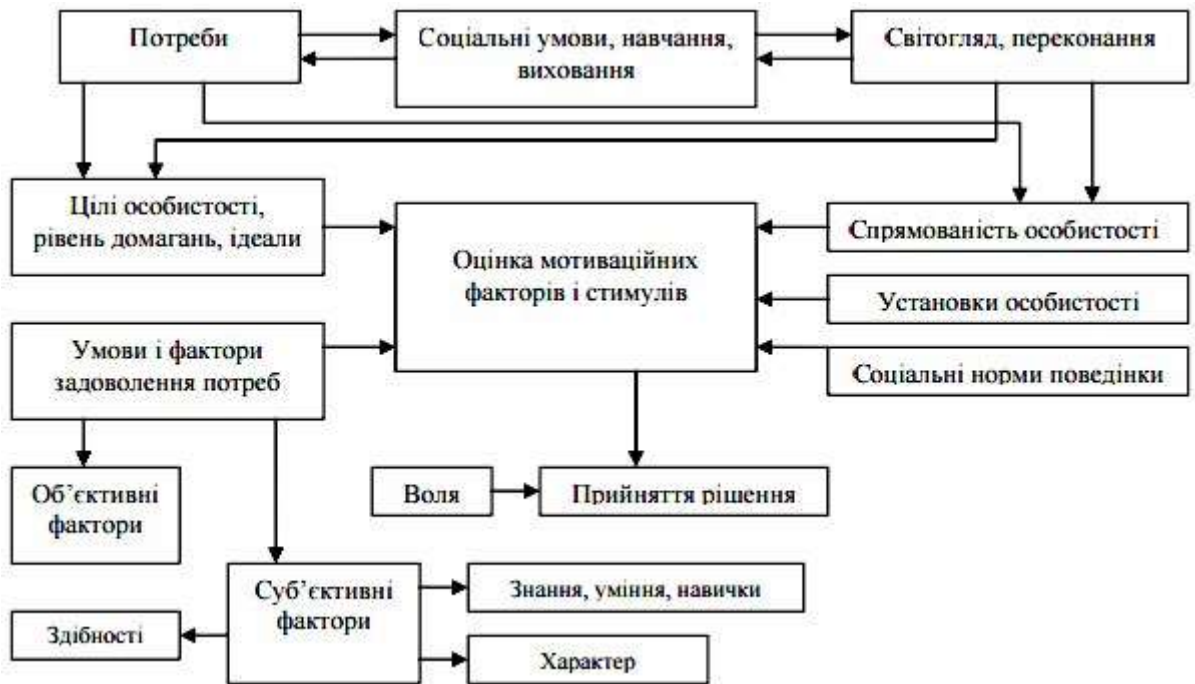 Потреби
Соціальні умови, навчання,
виховання
Світогляд, переконання
Цілі особистості,
рівень домагань, ідеали
Оцінка мотиваційних
факторів і стимулів
Спрямованість особистості
Установки особистості
Соціальні норми поведінки
Умови і фактори
задоволення потреб
Об’єктивні
фактори
Воля
Прийняття рішення
Суб’єктивні
фактори
Знання, уміння, навички
Здібності
Характер